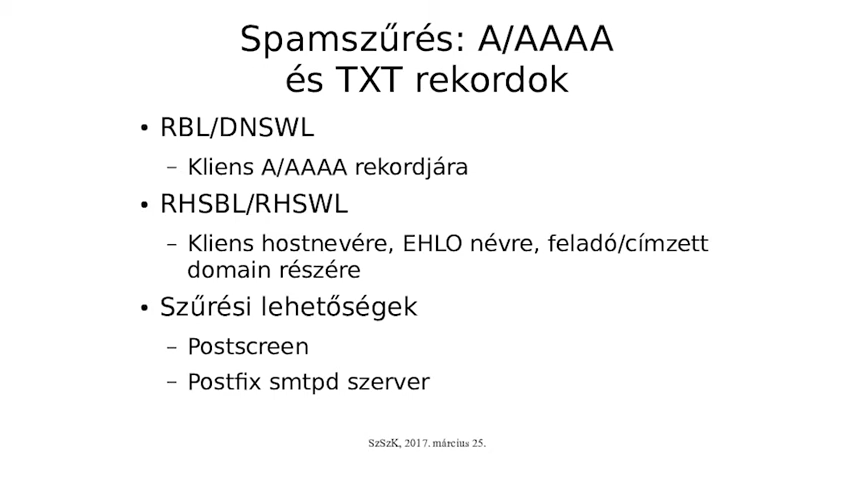 Spamszűrés: A/AAAA
és TXT rekordok
• RBL/DNSWL
– Kliens A/AAAA rekordjára
• RHSBL/RHSWL
– Kliens hostnevére, EHLO névre, feladó/címzett
domain részére
• Szűrési lehetőségek
– Postscreen
– Postfix smtpd szerver
SzSzK, 2017. március 25.